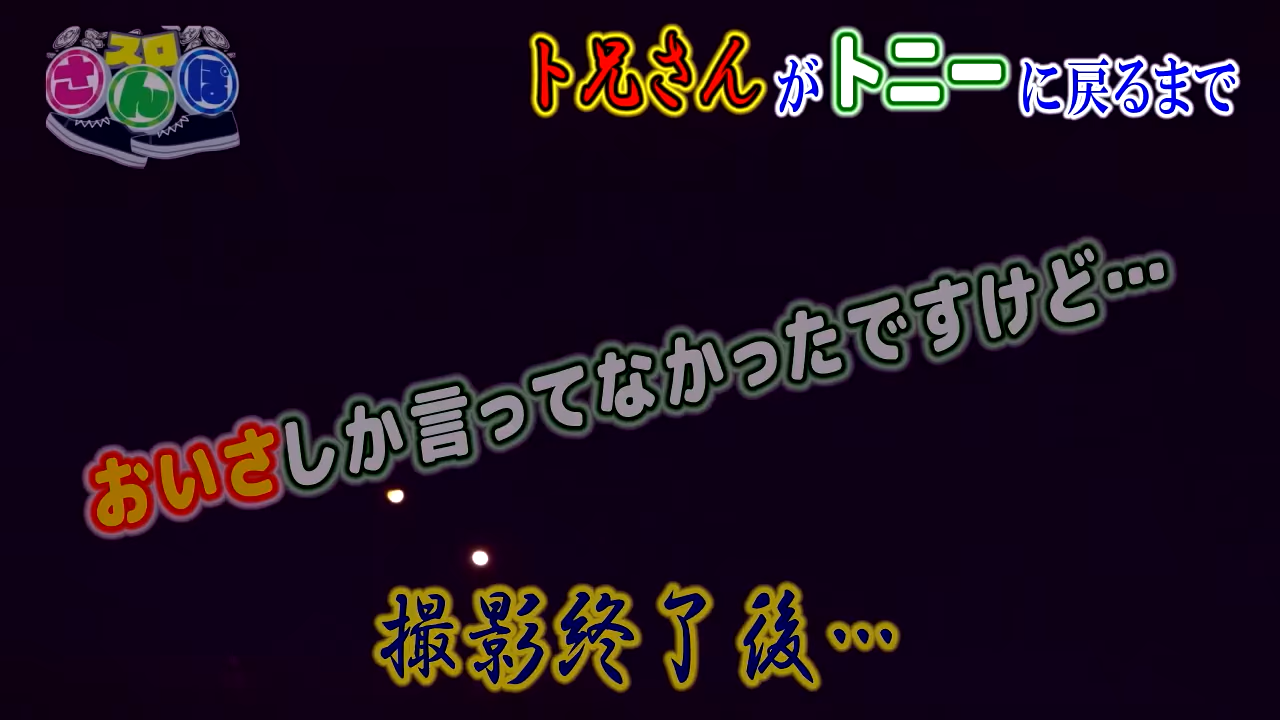 スロ
さんぽ
ト兄さんがトニーに戻るまで
おいさしか言ってなかったですけど…
撮影終了後…